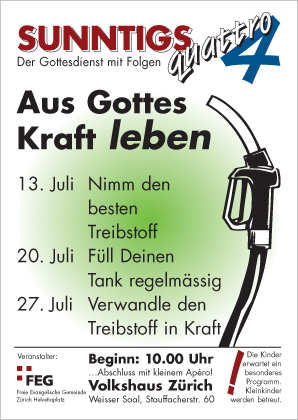 SUNNTIGS
quattro
4
Der Gottesdienst mit Folgen
Aus Gottes
Kraft leben
13. Juli Nimm den
besten
Treibstoff
20. Juli Füll Deinen
Tank regelmässig
27. Juli Verwandle den
Treibstoff in Kraft
Veranstalter:
FEG
Freie Evangelische Gemeinde
Zürich Helvetiaplatz
Beginn: 10.00 Uhr
...Abschluss mit kleinem Apéro!
Volkshaus Zürich
Weisser Saal, Stauffacherstr. 60
!
Die Kinder
erwartet ein
besonderes
Programm.
Kleinkinder
werden betreut.